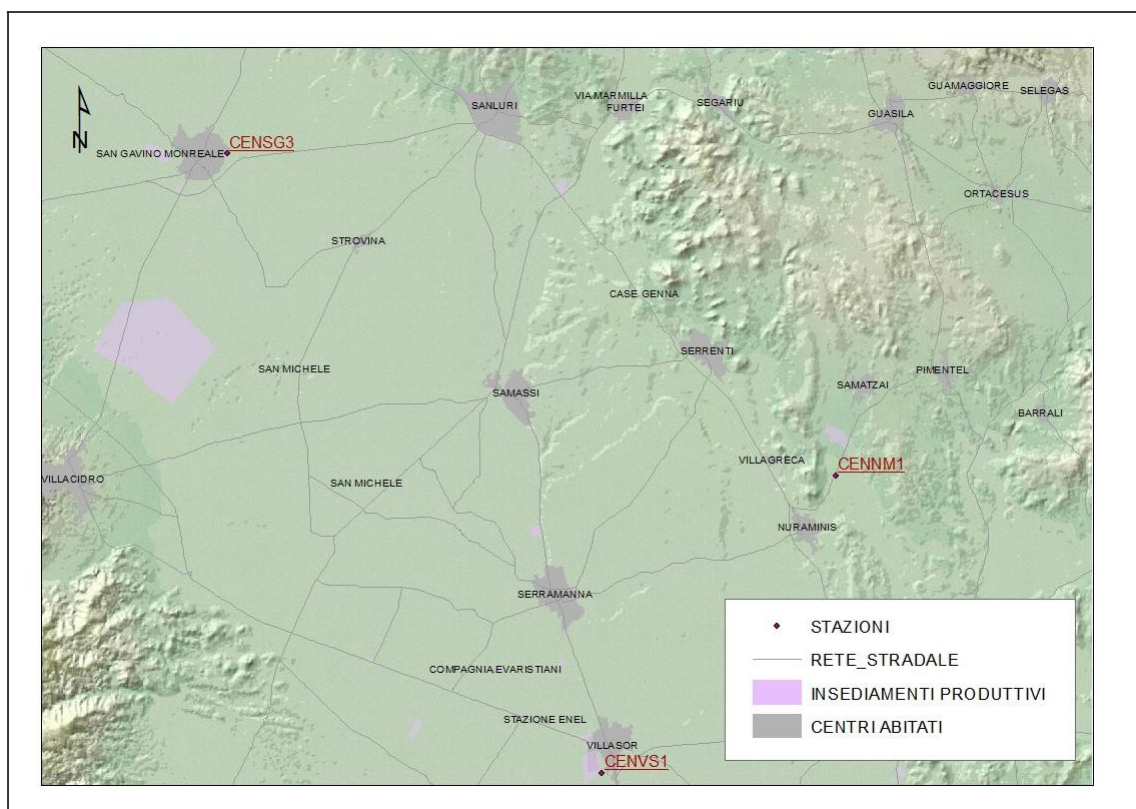 GUAMAGGIORE
SELEGAS
VIA MARMILLA
FURTEI
SEGARIU
SANLURI
GUASILA
N
SAN GAVINO MONREALE
CENSG3
ORTACESUS
STROVINA
CASE GENNA
SERRENTI
SAN MICHELE
SAMASSI
SAMATZAI
PIMENTEL
BARRALI
VILLACIDRO
SAN MICHELE
VILLAGRECA
CENNM1
NURAMINIS
SERRAMANNA
COMPAGNIA EVARISTIANI
STAZIONE ENEL
VILLASOR
CENVS1
STAZIONI
RETE_STRADALE
INSEDIAMENTI PRODUTTIVI
CENTRI ABITATI